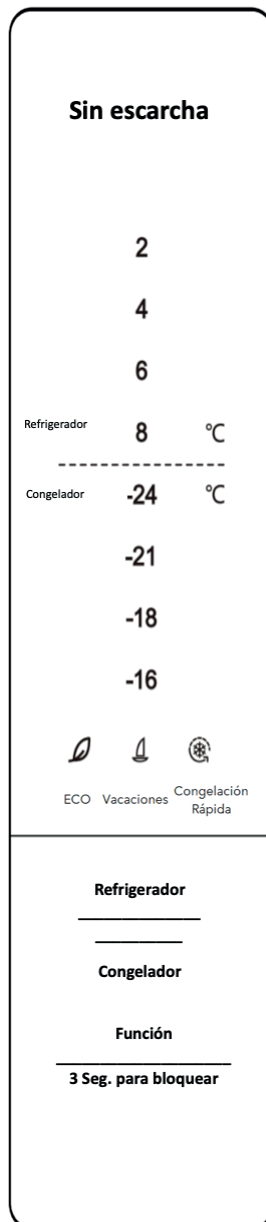 Sin escarcha
2
4
6
Refrigerador 8 °C
Congelador -24 °C
-21
-18
-16
ECO Vacaciones Congelación
Rápida
Refrigerador
Congelador
Función
3 Seg. para bloquear